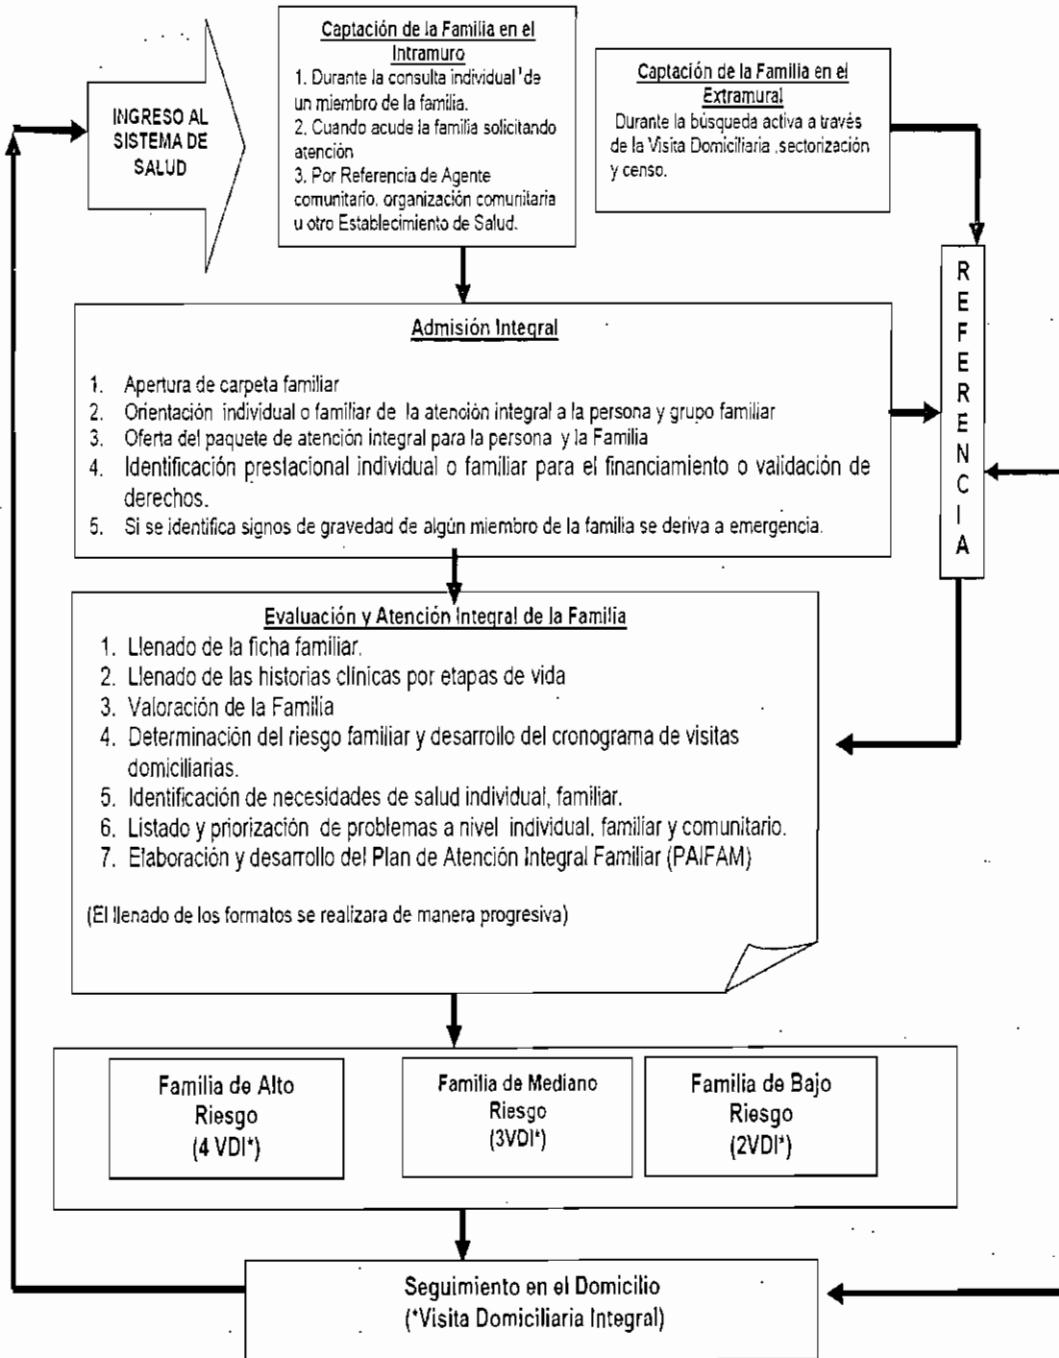 INGRESO AL
SISTEMA DE
SALUD
Captación de la Familia en el
Intramuro
1. Durante la consulta individual de
un miembro de la familia.
2. Cuando acude la familia solicitando
atención
3. Por Referencia de Agente
comunitario, organización comunitaria
u otro Establecimiento de Salud.
Captación de la Familia en el
Extramural
Durante la búsqueda activa a través
de la Visita Domiciliaria ,sectorización
y censo.
R
E
F
E
R
E
N
C
I
A
Admisión Integral
1. Apertura de carpeta familiar
2. Orientación individual o familiar de la atención integral a la persona y grupo familiar
3. Oferta del paquete de atención integral para la persona y la Familia
4. Identificación prestacional individual o familiar para el financiamiento o validación de
derechos.
5. Si se identifica signos de gravedad de algún miembro de la familia se deriva a emergencia.
Evaluación y Atención Integral de la Familia
1. Llenado de la ficha familiar.
2. Llenado de las historias clínicas por etapas de vida
3. Valoración de la Familia
4. Determinación del riesgo familiar y desarrollo del cronograma de visitas
domiciliarias.
5. Identificación de necesidades de salud individual, familiar.
6. Listado y priorización de problemas a nivel individual, familiar y comunitario.
7. Elaboración y desarrollo del Plan de Atención Integral Familiar (PAIFAM)
(El llenado de los formatos se realizara de manera progresiva)
Familia de Alto
Riesgo
(4 VDI*)
Familia de Mediano
Riesgo
(3VDI*)
Familia de Bajo
Riesgo
(2VDI*)
Seguimiento en el Domicilio
(*Visita Domiciliaria Integral)